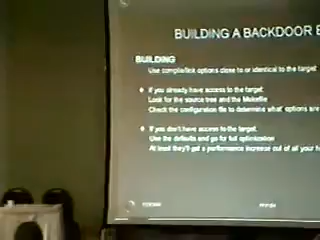 BUILDING A BACKDOOR
BUILDING
Use compile/link options close to or identical to the target
If you already have access to the target:
Look for the source tree and the Makefile
Check the configuration file to determine what options are
If you don't have access to the target:
Use the defaults and go for full optimization
At least they'll get a performance increase out of all your